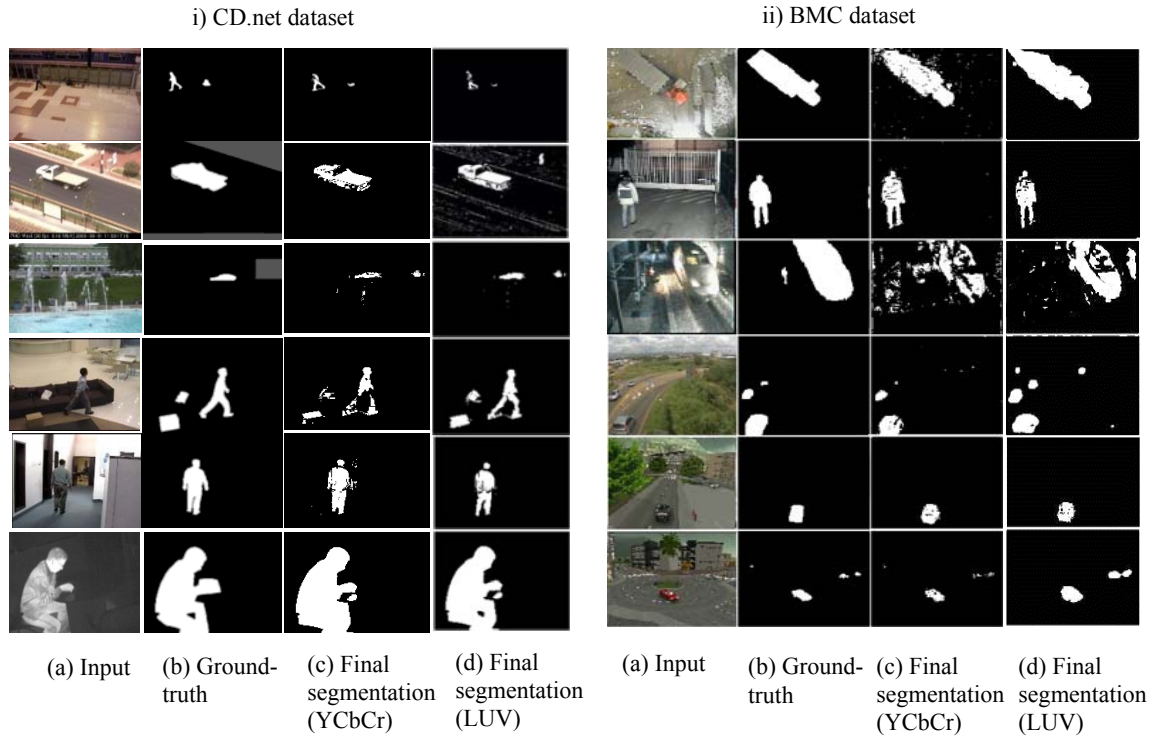 i) CD.net dataset
ii) BMC dataset
(a) Input
(b) Ground-
truth
(c) Final
segmentation
(YCbCr)
(d) Final
segmentation
(LUV)
(a) Input
(b) Ground-
truth
(c) Final
segmentation
(YCbCr)
(d) Final
segmentation
(LUV)